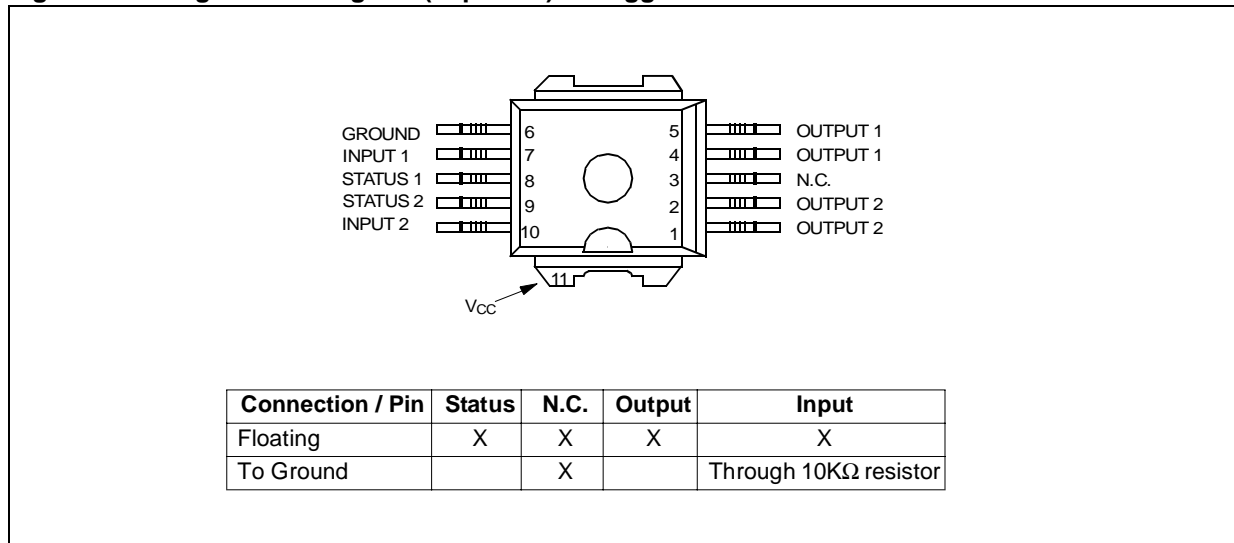 GROUND 6 5 OUTPUT 1
INPUT 1 7 4 OUTPUT 1
STATUS 1 8 3 N.C.
STATUS 2 9 2 OUTPUT 2
INPUT 2 10 1 OUTPUT 2
11
VCC
Connection / Pin Status N.C. Output Input
Floating X X X X
To Ground X Through 10KΩ resistor